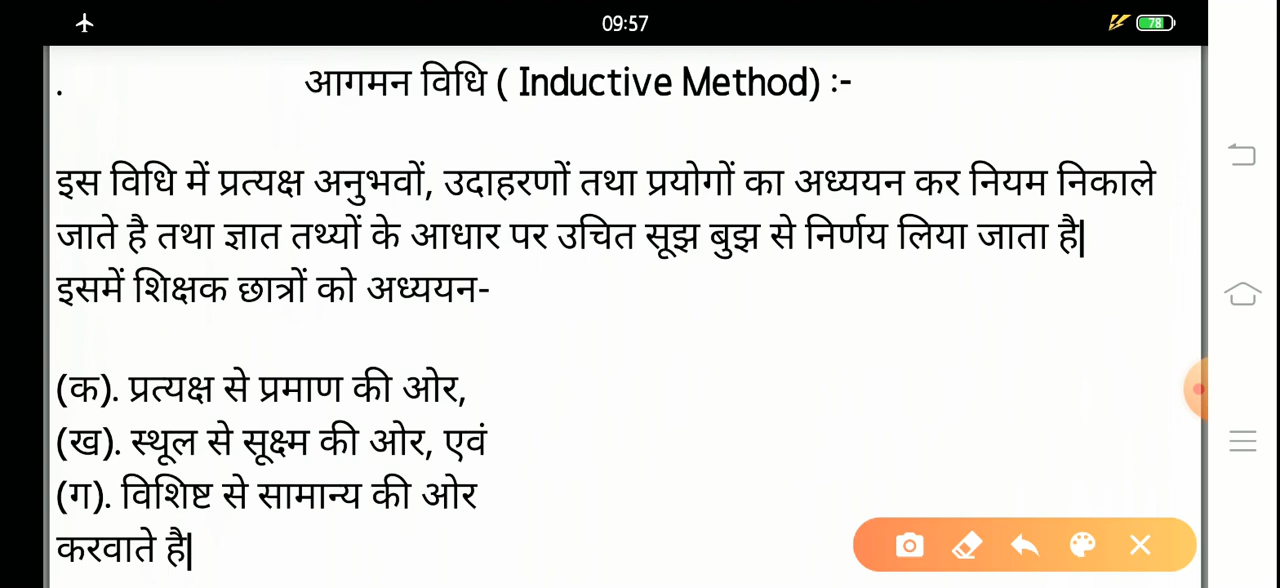 09:57
78
.
आगमन विधि ( Inductive Method) :-
इस विधि में प्रत्यक्ष अनुभवों, उदाहरणों तथा प्रयोगों का अध्ययन कर नियम निकाले
जाते है तथा ज्ञात तथ्यों के आधार पर उचित सूझ बुझ से निर्णय लिया जाता है|
इसमें शिक्षक छात्रों को अध्ययन-
(क). प्रत्यक्ष से प्रमाण की ओर,
(ख). स्थूल से सूक्ष्म की ओर, एवं
(ग). विशिष्ट से सामान्य की ओर
करवाते है|